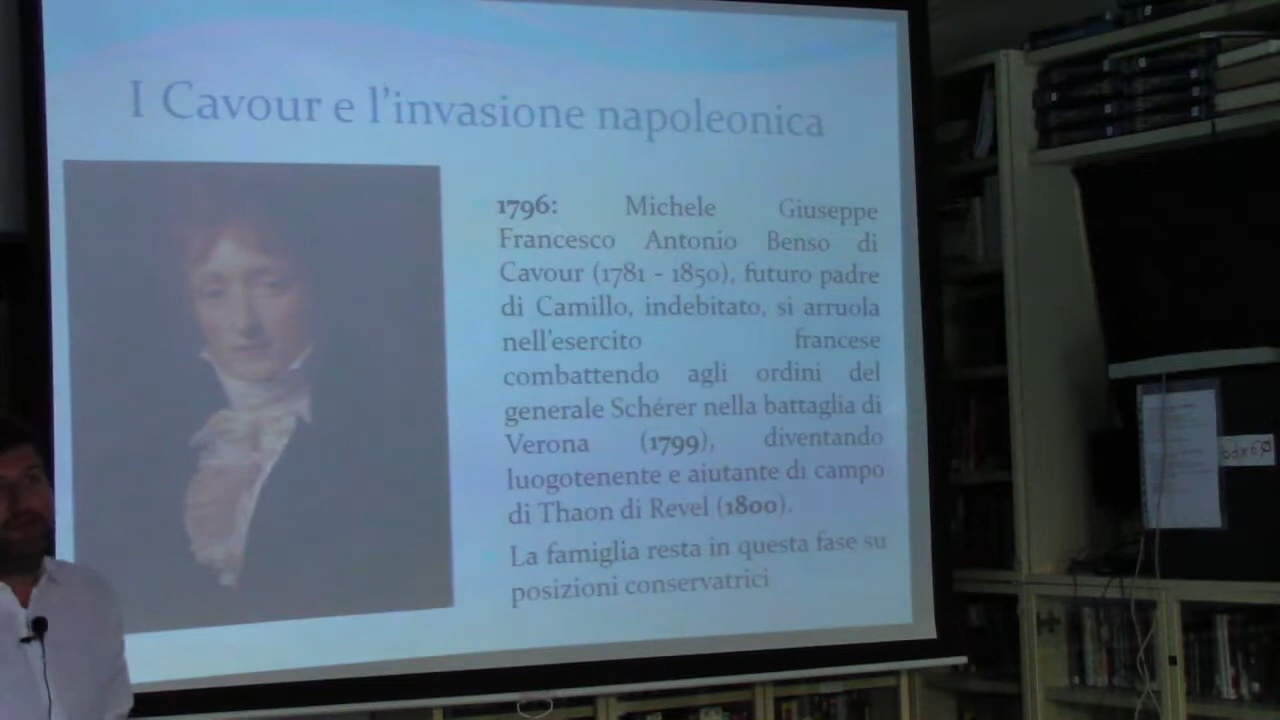 I Cavour e l'invasione napoleonica
1796: Michele Giuseppe
Francesco Antonio Benso di
Cavour (1781 - 1850), futuro padre
di Camillo, indebitato, si arruola
nell'esercito francese
combattendo agli ordini del
generale Schérer nella battaglia di
Verona (1799), diventando
luogotenente e aiutante di campo
di Thaon di Revel (1800).
La famiglia resta in questa fase su
posizioni conservatrici